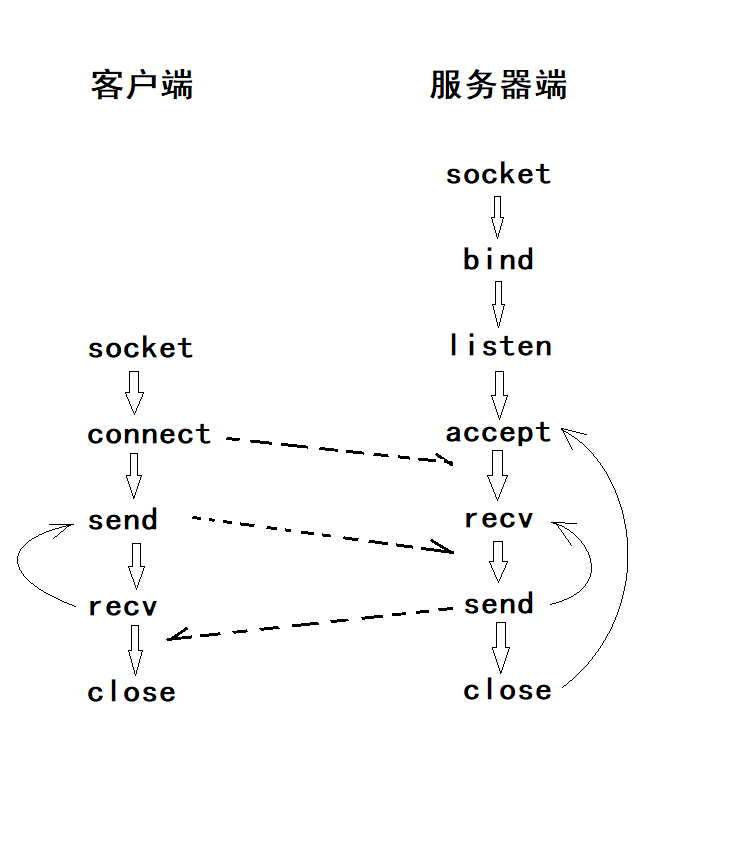 客户端
服务器端
socket
bind
listen
accept
recv
send
close
socket
connect
send
recv
close